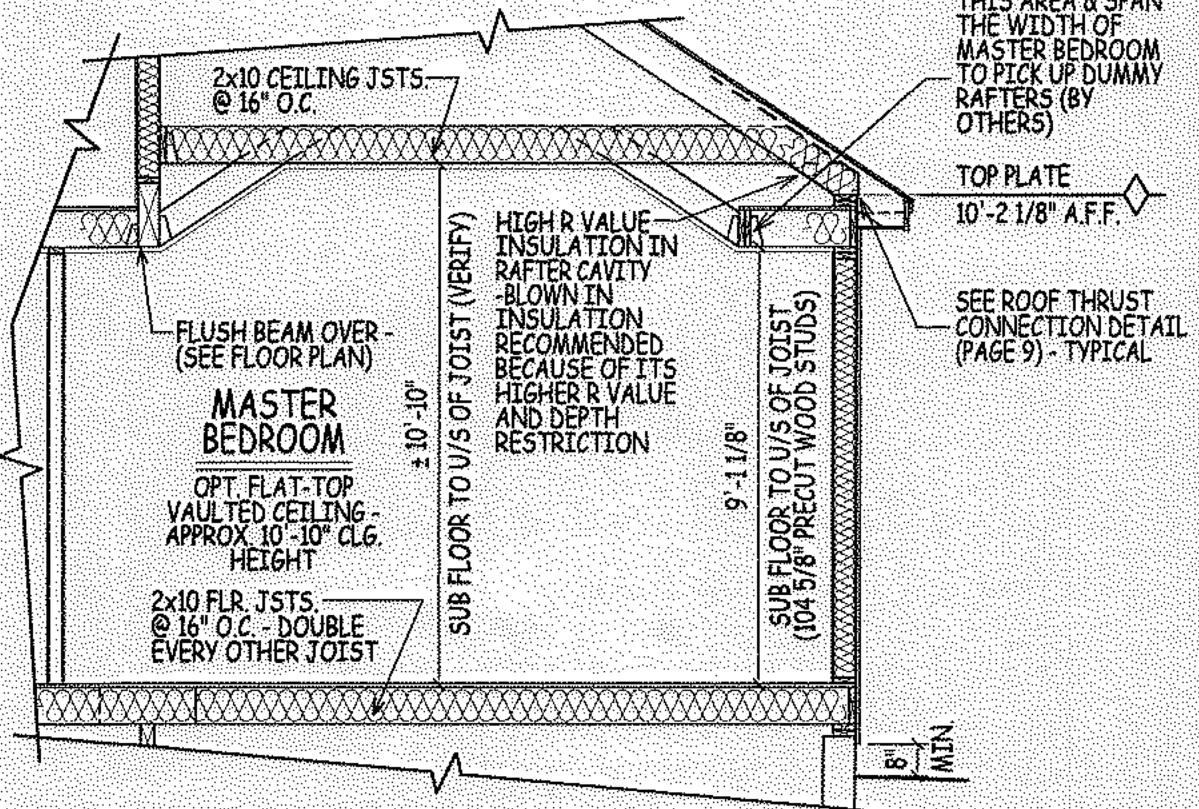 THIS AREA & SPAN
THE WIDTH OF
MASTER BEDROOM
TO PICK UP DUMMY
RAFTERS (BY
OTHERS)
2x10 CEILING JSTS.
@ 16" O.C.
TOP PLATE
10'-2 1/8" A.F.F.
HIGH R VALUE
INSULATION IN
RAFTER CAVITY
-BLOWN IN
INSULATION
RECOMMENDED
BECAUSE OF ITS
HIGHER R VALUE
AND DEPTH
RESTRICTION
SEE ROOF THRUST
CONNECTION DETAIL
(PAGE 9) - TYPICAL
FLUSH BEAM OVER -
(SEE FLOOR PLAN)
MASTER
BEDROOM
OPT. FLAT-TOP
VAULTED CEILING -
APPROX. 10'-10" CLG.
HEIGHT
± 10'-10"
SUB FLOOR TO U/S OF JOIST (VERIFY)
9'-1 1/8"
SUB FLOOR TO U/S OF JOIST
(104 5/8" PRECUT WOOD STUDS)
2x10 FLR. JSTS.
@ 16" O.C. - DOUBLE
EVERY OTHER JOIST
8"
MIN.